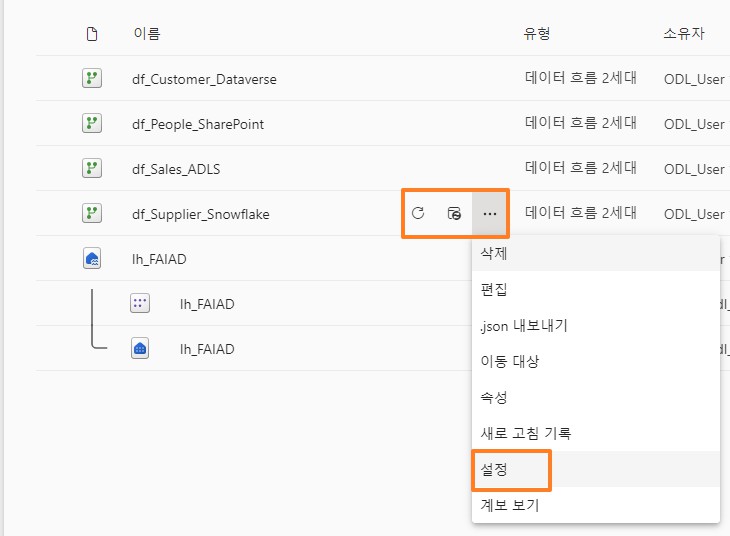 이름 유형 소유자
df_Customer_Dataverse 데이터 흐름 2세대 ODL_User
df_People_SharePoint 데이터 흐름 2세대 ODL_User
df_Sales_ADLS 데이터 흐름 2세대 ODL_User
df_Supplier_Snowflake ... 데이터 흐름 2세대 ODL_User
lh_FAIAD
삭제
편집
lh_FAIAD
.json 내보내기
lh_FAIAD
이동 대상
속성
새로 고침 기록
설정
계보 보기